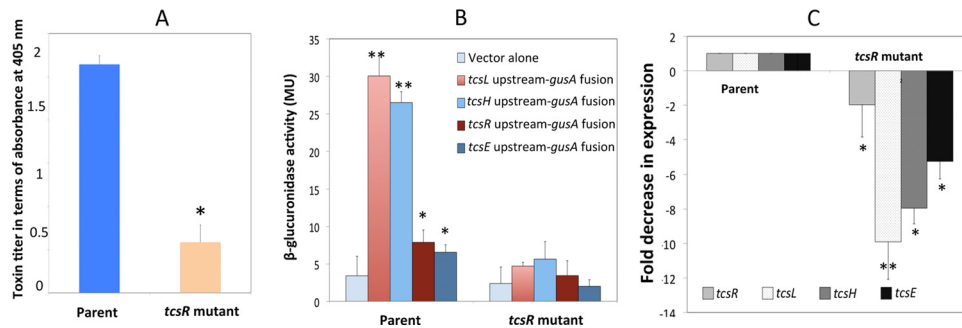 A
Toxin titer in terms of absorbance at 405 nm
2
1.5
1
0.5
0
*
Parent
tcsR mutant
B
β-glucuronidase activity (MU)
35
30
25
20
15
10
5
0
Vector alone
tcsL upstream-gusA fusion
tcsH upstream-gusA fusion
tcsR upstream-gusA fusion
tcsE upstream-gusA fusion
**
**
*
*
Parent
tcsR mutant
C
Fold decrease in expression
2
0
-2
-4
-6
-8
-10
-12
-14
Parent
tcsR mutant
*
**
*
*
tcsR
tcsL
tcsH
tcsE